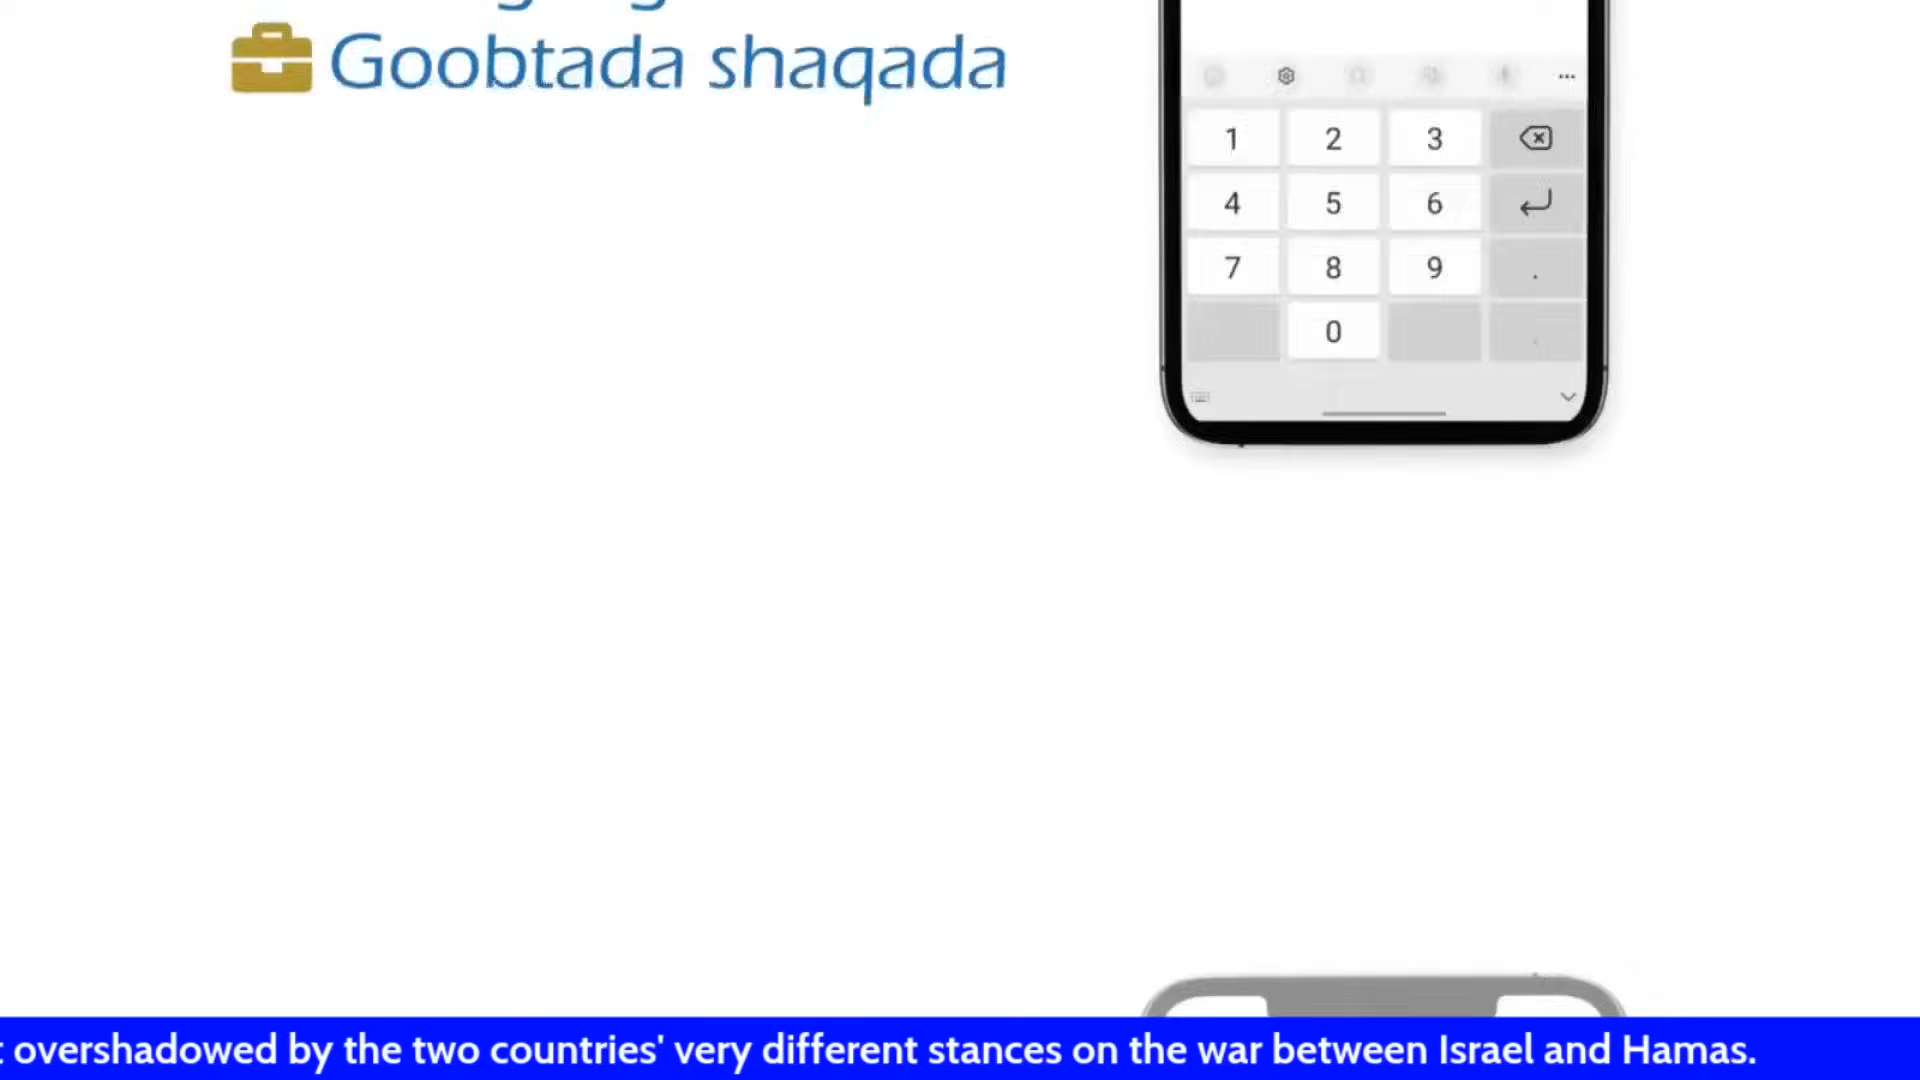 Goobtada shaqada
1 2 3
4 5 6
7 8 9 .
0
overshadowed by the two countries' very different stances on the war between Israel and Hamas.